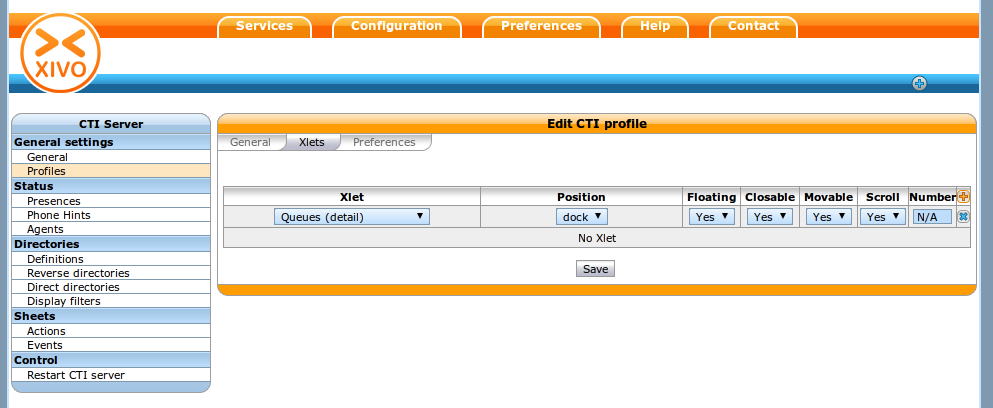 Services Configuration Preferences Help Contact
XIVO
CTI Server
General settings
General
Profiles
Status
Presences
Phone Hints
Agents
Directories
Definitions
Reverse directories
Direct directories
Display filters
Sheets
Actions
Events
Control
Restart CTI server
Edit CTI profile
General Xlets Preferences
Xlet Position Floating Closable Movable Scroll Number
Queues (detail) dock Yes Yes Yes Yes N/A
No Xlet
Save